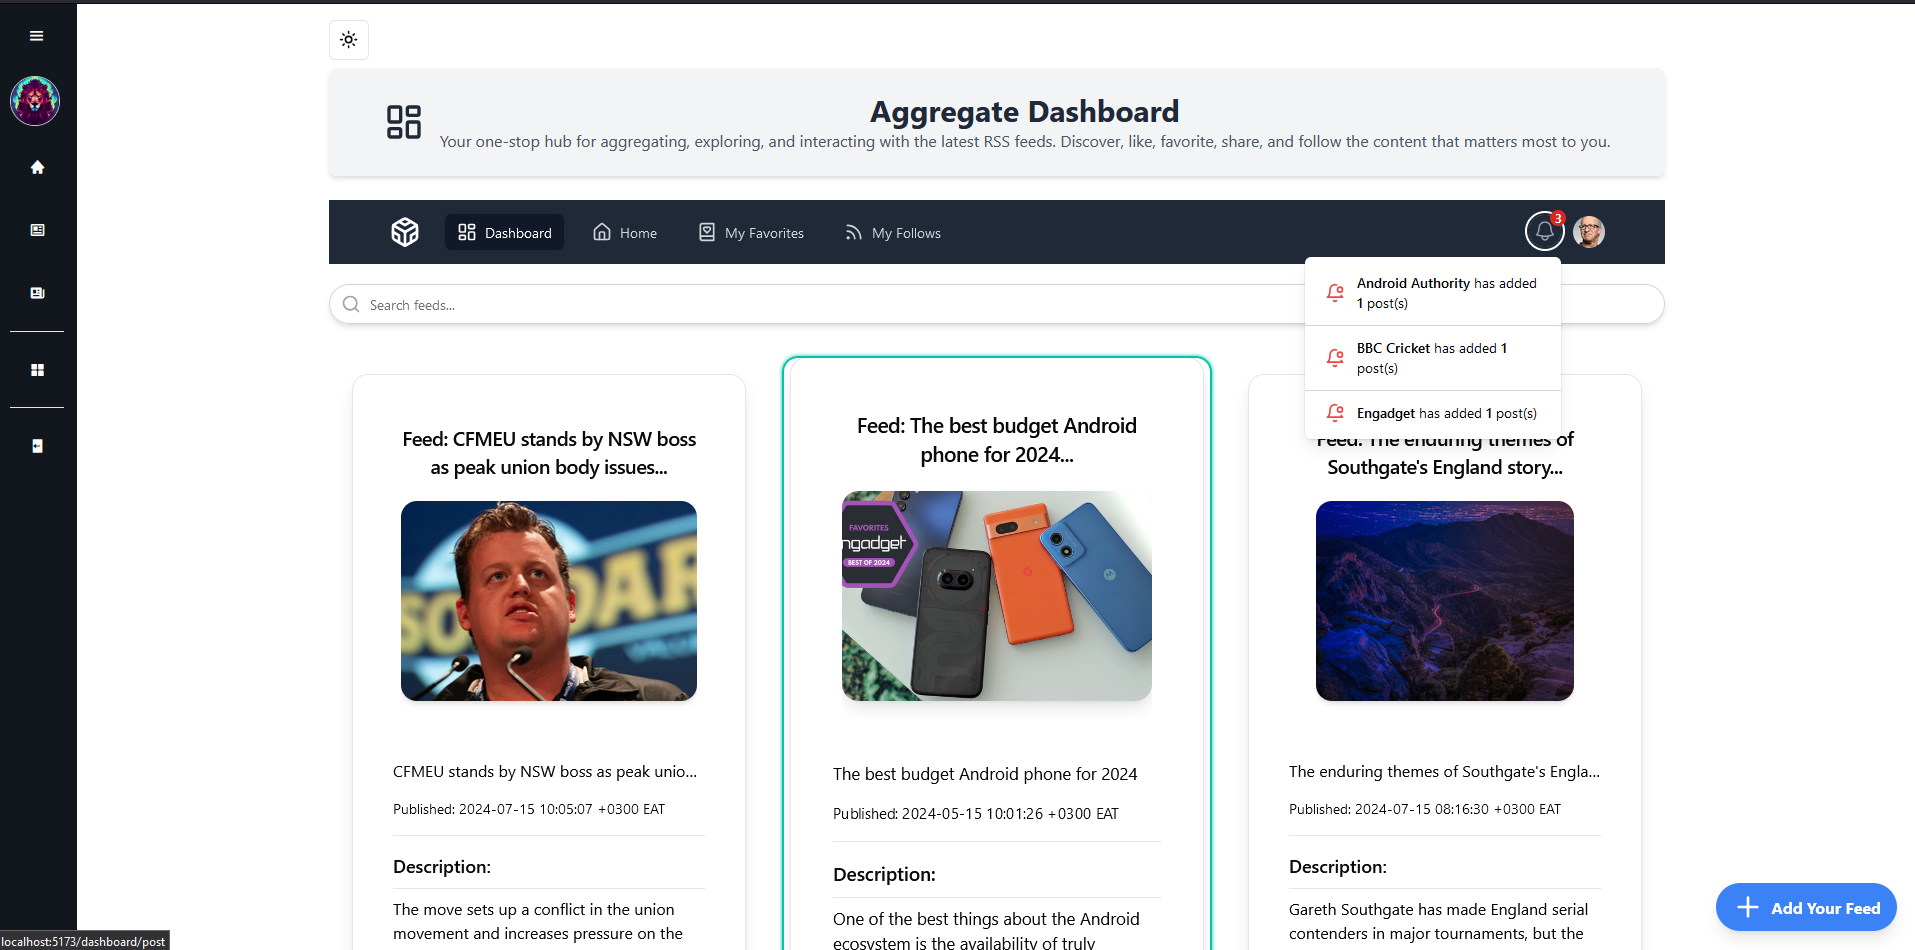 Aggregate Dashboard
Your one-stop hub for aggregating, exploring, and interacting with the latest RSS feeds. Discover, like, favorite, share, and follow the content that matters most to you.
Dashboard
Home
My Favorites
My Follows
3
Search feeds...
Android Authority has added
1 post(s)
BBC Cricket has added 1
post(s)
Engadget has added 1 post(s)
Feed: CFMEU stands by NSW boss
as peak union body issues...
CFMEU stands by NSW boss as peak unio...
Published: 2024-07-15 10:05:07 +0300 EAT
Description:
The move sets up a conflict in the union
movement and increases pressure on the
Feed: The best budget Android
phone for 2024...
FAVORITES
ngadget
BEST OF 2024
The best budget Android phone for 2024
Published: 2024-05-15 10:01:26 +0300 EAT
Description:
One of the best things about the Android
ecosystem is the availability of truly
Feed: The enduring themes of
Southgate's England story...
The enduring themes of Southgate's Engla...
Published: 2024-07-15 08:16:30 +0300 EAT
Description:
Gareth Southgate has made England serial
contenders in major tournaments, but the
Add Your Feed
localhost:5173/dashboard/post